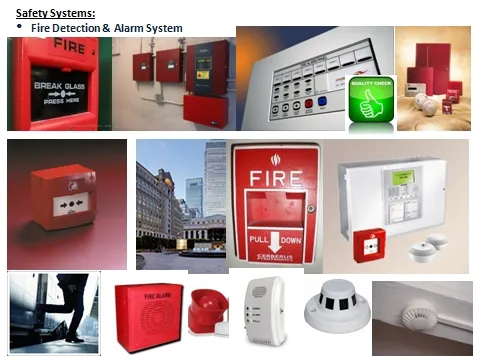 Safety Systems:
• Fire Detection & Alarm System
FIRE
BREAK GLASS
PRESS HERE
QUALITY CHECK
FIRE
PULL DOWN
CERBERUS
FIRE ALARM